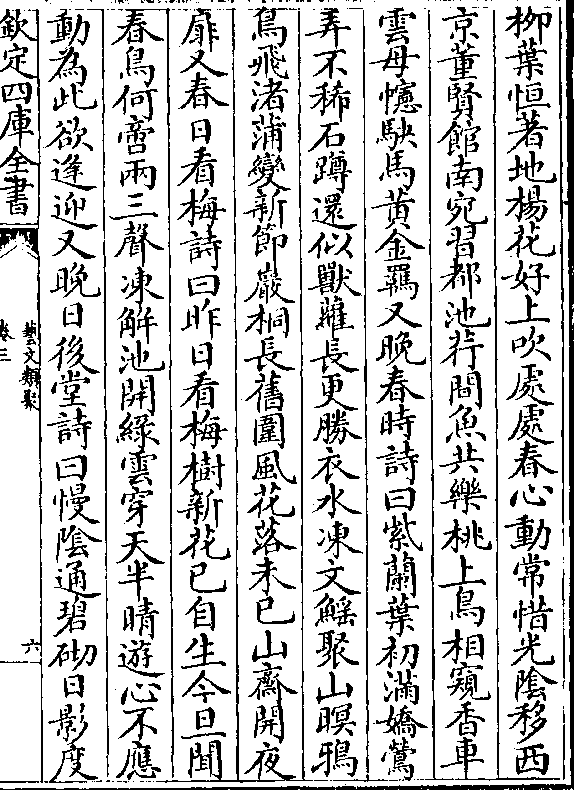 柳葉恒著地楊花好上吹處處春心動常惜光陰移西
京董賢館南宛習都池荇間魚共樂桃上鳥相窺香車
雲母幰駃馬黄金羈又晚春時詩曰紫蘭葉初滿嬌鶯
弄不稀石蹲還似獸蘿長更勝衣水凍文鰩聚山暝鴉
鳥飛渚蒲變新節巖桐長舊圍風花落未已山齋開夜
扉又春日看梅詩曰昨日看梅樹新花已自生今旦聞
春鳥何啻兩三聲凍解池開緑雲穿天半晴遊心不應
動為此欲逢迎又晚日後堂詩曰慢陰通碧砌日影度
欽定四庫全書
藝文類聚
卷三
六